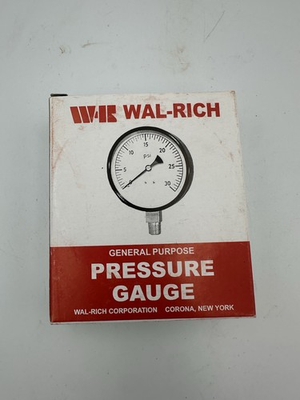 WR WAL-RICH
15
10
20
psi
5
25
0
30
GENERAL PURPOSE
PRESSURE
GAUGE
WAL-RICH CORPORATION CORONA, NEW YORK